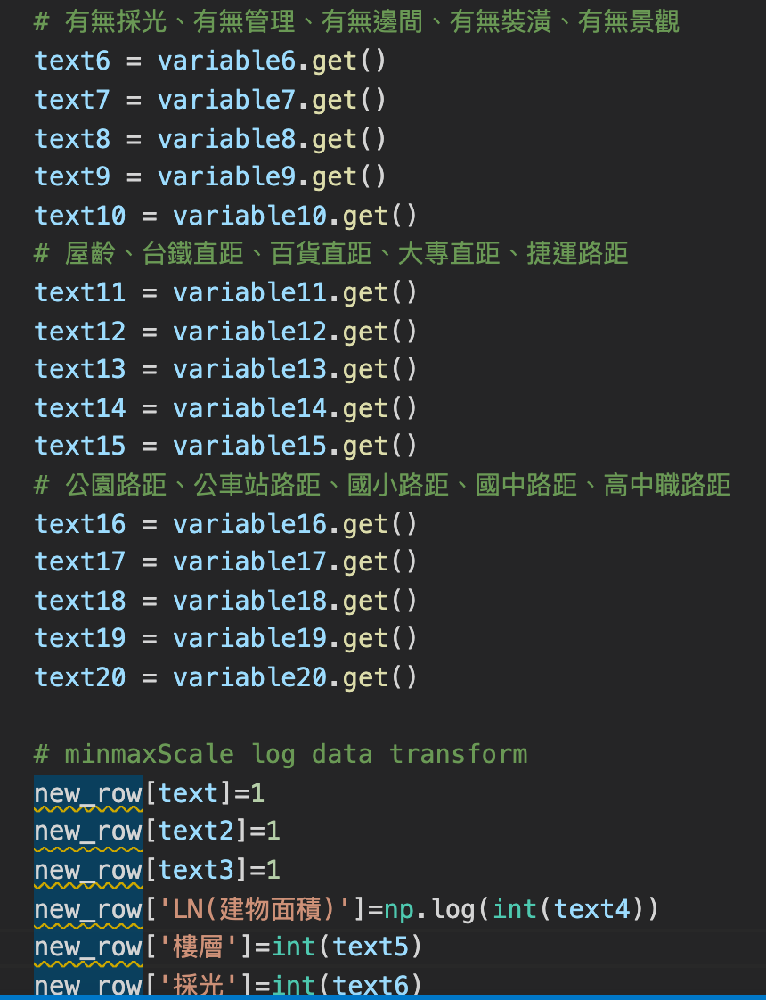 # 有無採光、有無管理、有無邊間、有無裝潢、有無景觀
text6 = variable6.get()
text7 = variable7.get()
text8 = variable8.get()
text9 = variable9.get()
text10 = variable10.get()
# 屋齡、台鐵直距、百貨直距、大專直距、捷運路距
text11 = variable11.get()
text12 = variable12.get()
text13 = variable13.get()
text14 = variable14.get()
text15 = variable15.get()
# 公園路距、公車站路距、國小路距、國中路距、高中職路距
text16 = variable16.get()
text17 = variable17.get()
text18 = variable18.get()
text19 = variable19.get()
text20 = variable20.get()
# minmaxScale log data transform
new_row[text]=1
new_row[text2]=1
new_row[text3]=1
new_row['LN(建物面積)']=np.log(int(text4))
new_row['樓層']=int(text5)
new_row['採光']=int(text6)